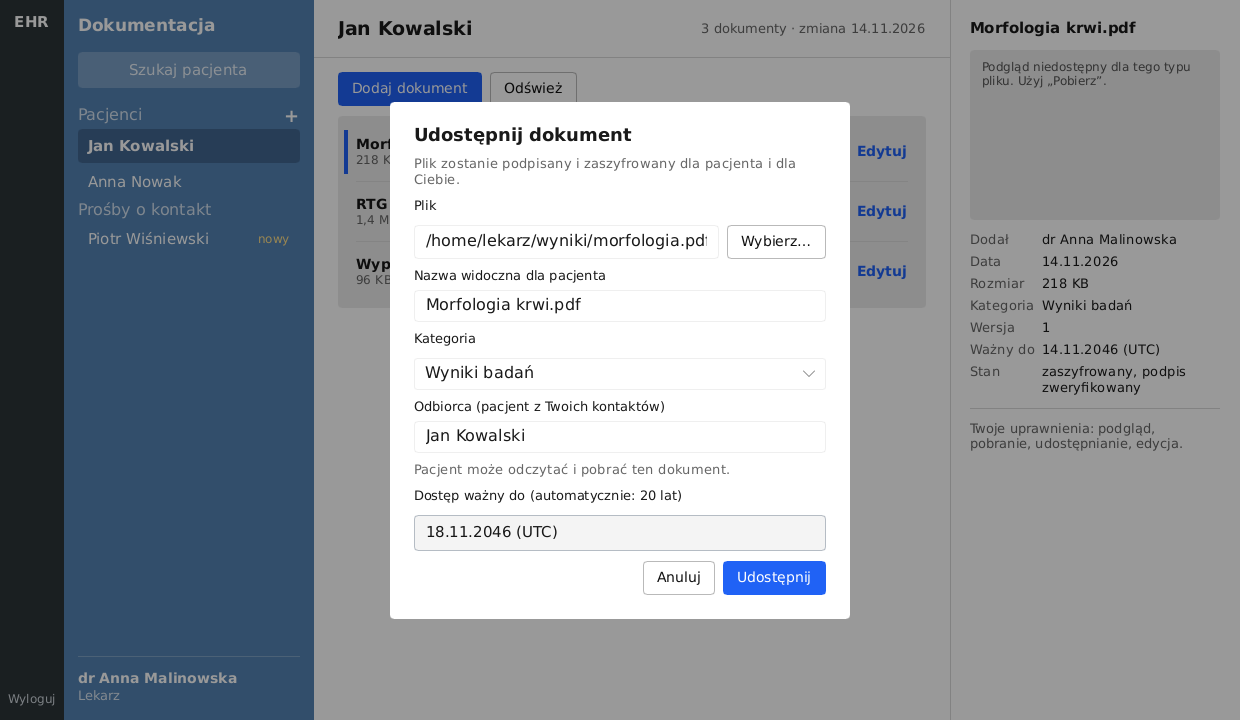 EHR
Wyloguj
Dokumentacja
Szukaj pacjenta
Pacjenci +
Jan Kowalski
Anna Nowak
Prośby o kontakt
Piotr Wiśniewski nowy
dr Anna Malinowska
Lekarz
Jan Kowalski 3 dokumenty · zmiana 14.11.2026
Dodaj dokument Odśwież
218 K Edytuj
RTG
1,4 M Edytuj
96 KB Edytuj
Udostępnij dokument
Plik zostanie podpisany i zaszyfrowany dla pacjenta i dla
Ciebie.
Plik
/home/lekarz/wyniki/morfologia.pdf Wybierz...
Nazwa widoczna dla pacjenta
Morfologia krwi.pdf
Kategoria
Wyniki badań
Odbiorca (pacjent z Twoich kontaktów)
Jan Kowalski
Pacjent może odczytać i pobrać ten dokument.
Dostęp ważny do (automatycznie: 20 lat)
18.11.2046 (UTC)
Anuluj Udostępnij
Morfologia krwi.pdf
Podgląd niedostępny dla tego typu
pliku. Użyj „Pobierz”.
Dodał dr Anna Malinowska
Data 14.11.2026
Rozmiar 218 KB
Kategoria Wyniki badań
Wersja 1
Ważny do 14.11.2046 (UTC)
Stan zaszyfrowany, podpis
zweryfikowany
Twoje uprawnienia: podgląd,
pobranie, udostępnianie, edycja.